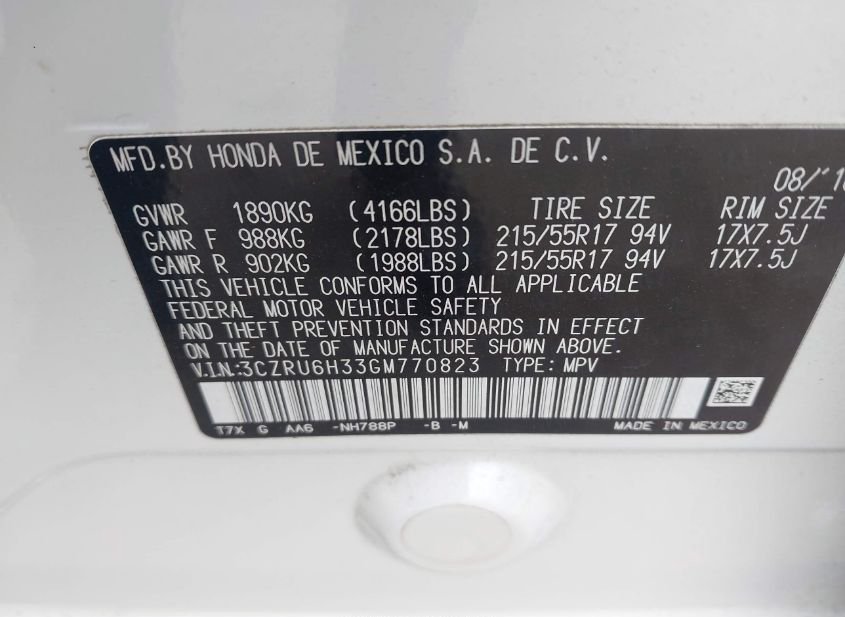 MFD.BY HONDA DE MEXICO S.A. DE C.V.
08/'16
GVWR 1890KG (4166LBS) TIRE SIZE RIM SIZE
GAWR F 988KG (2178LBS) 215/55R17 94V 17X7.5J
GAWR R 902KG (1988LBS) 215/55R17 94V 17X7.5J
THIS VEHICLE CONFORMS TO ALL APPLICABLE
FEDERAL MOTOR VEHICLE SAFETY
AND THEFT PREVENTION STANDARDS IN EFFECT
ON THE DATE OF MANUFACTURE SHOWN ABOVE.
V.I.N:3CZRU6H33GM770823 TYPE: MPV
T7X G AA6 -NH788P -B -M MADE IN MEXICO